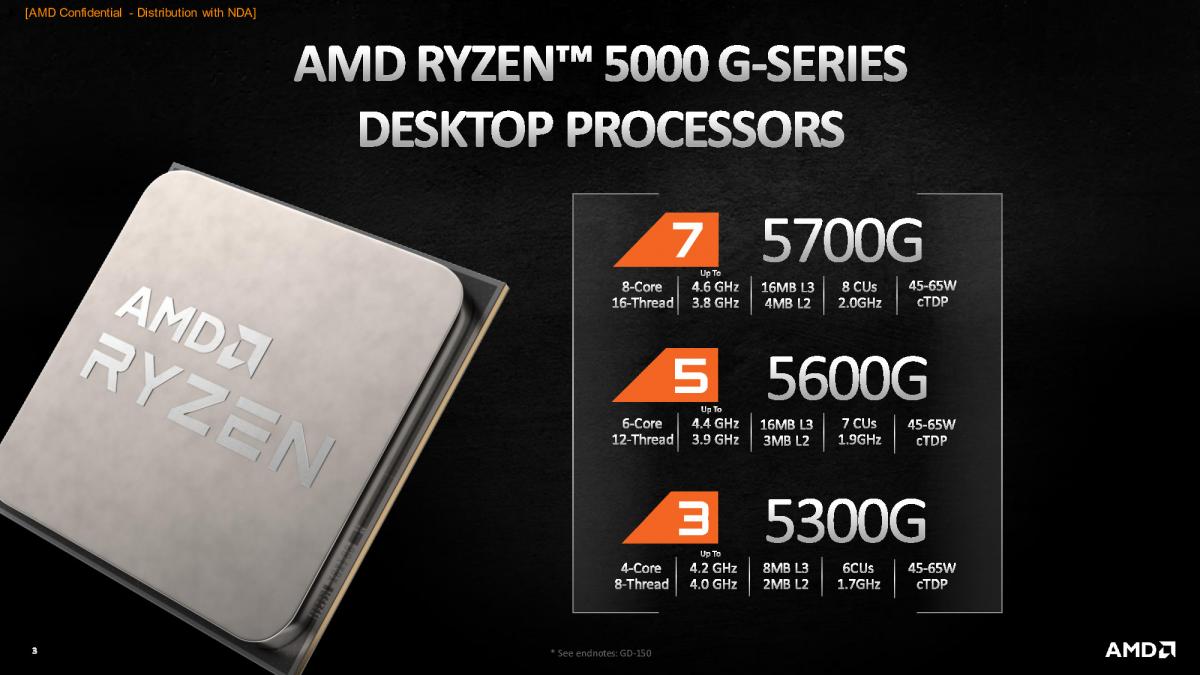 [AMD Confidential - Distribution with NDA]
AMD RYZEN™ 5000 G-SERIES
DESKTOP PROCESSORS
AMD
RYZEN
7 5700G
Up To
8-Core 4.6 GHz 16MB L3 8 CUs 45-65W
16-Thread 3.8 GHz 4MB L2 2.0GHz cTDP
5 5600G
Up To
6-Core 4.4 GHz 16MB L3 7 CUs 45-65W
12-Thread 3.9 GHz 3MB L2 1.9GHz cTDP
3 5300G
Up To
4-Core 4.2 GHz 8MB L3 6CUs 45-65W
8-Thread 4.0 GHz 2MB L2 1.7GHz cTDP
3
* See endnotes: GD-150
AMD